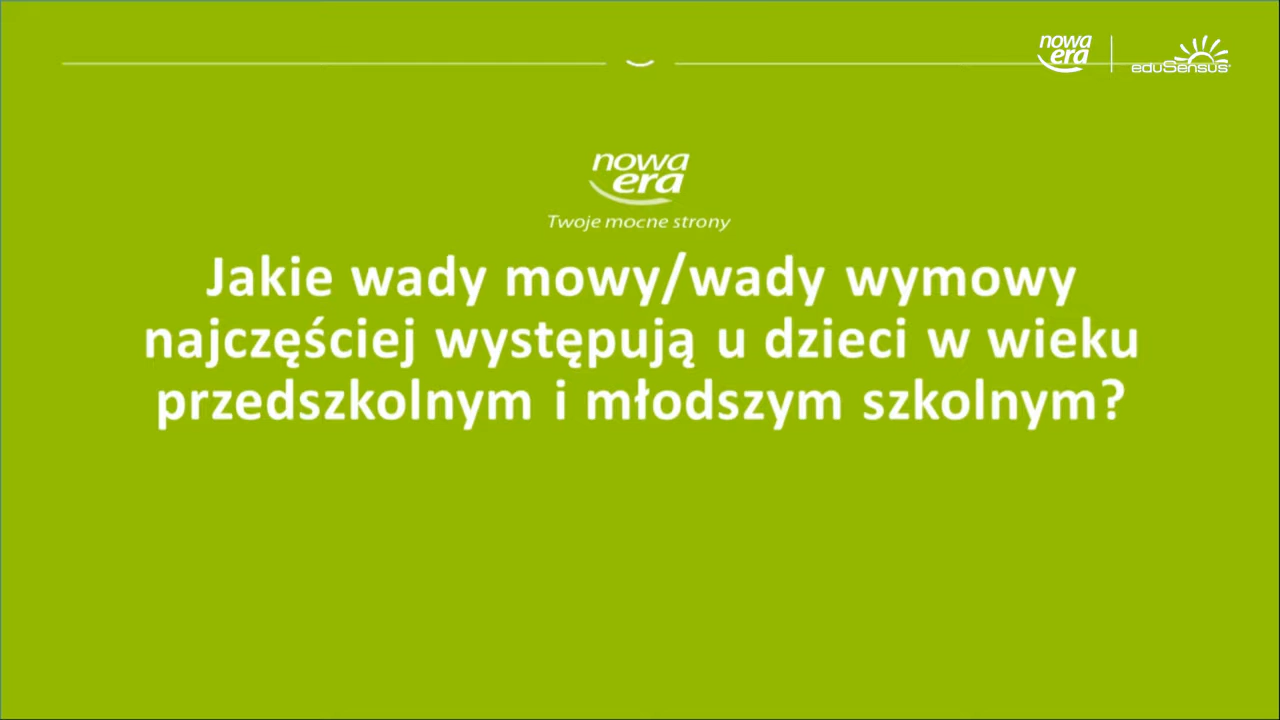 nowa
era
eduSensus
nowa
era
Twoje mocne strony
Jakie wady mowy/wady wymowy
najczęściej występują u dzieci w wieku
przedszkolnym i młodszym szkolnym?